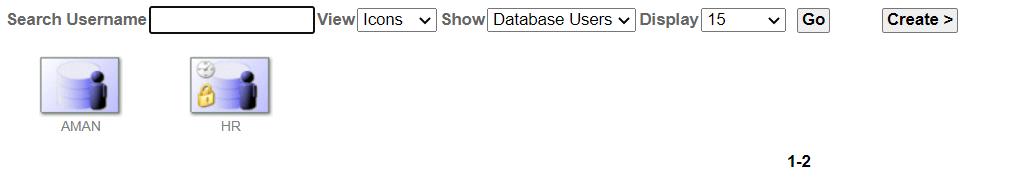 Search Username View Icons Show Database Users Display 15 Go Create >
AMAN HR
1-2